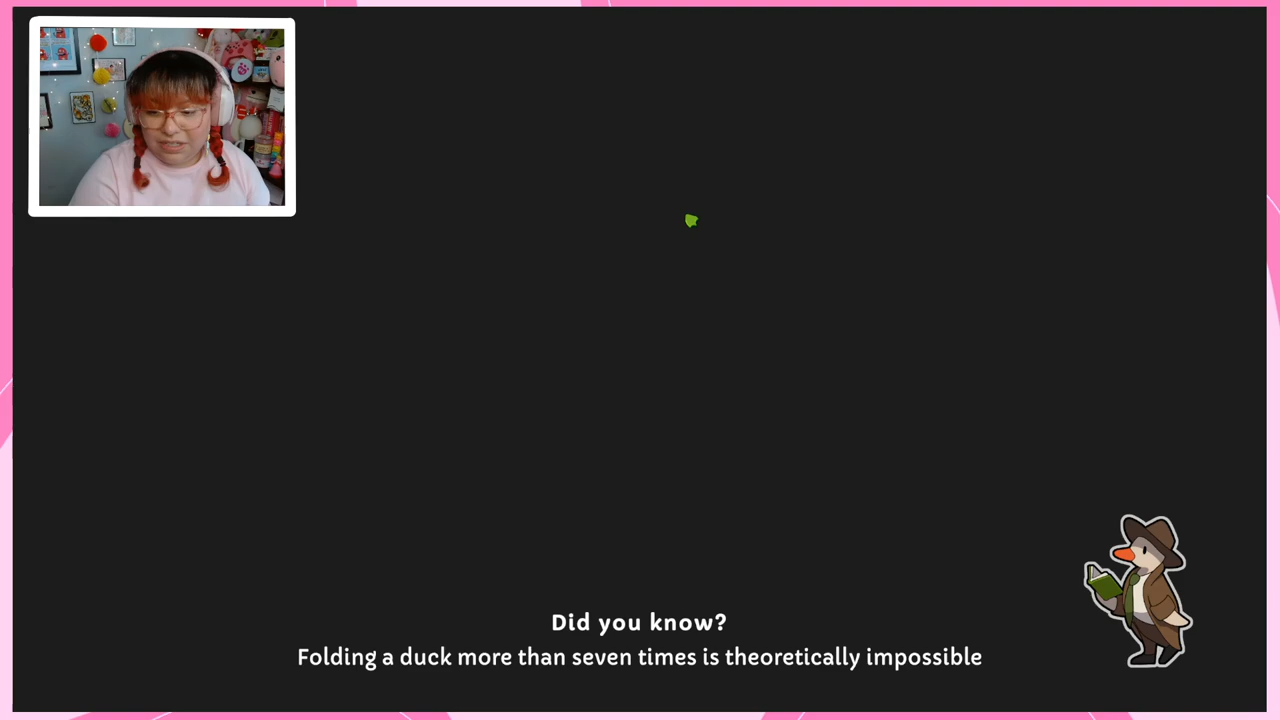 Did you know?
Folding a duck more than seven times is theoretically impossible